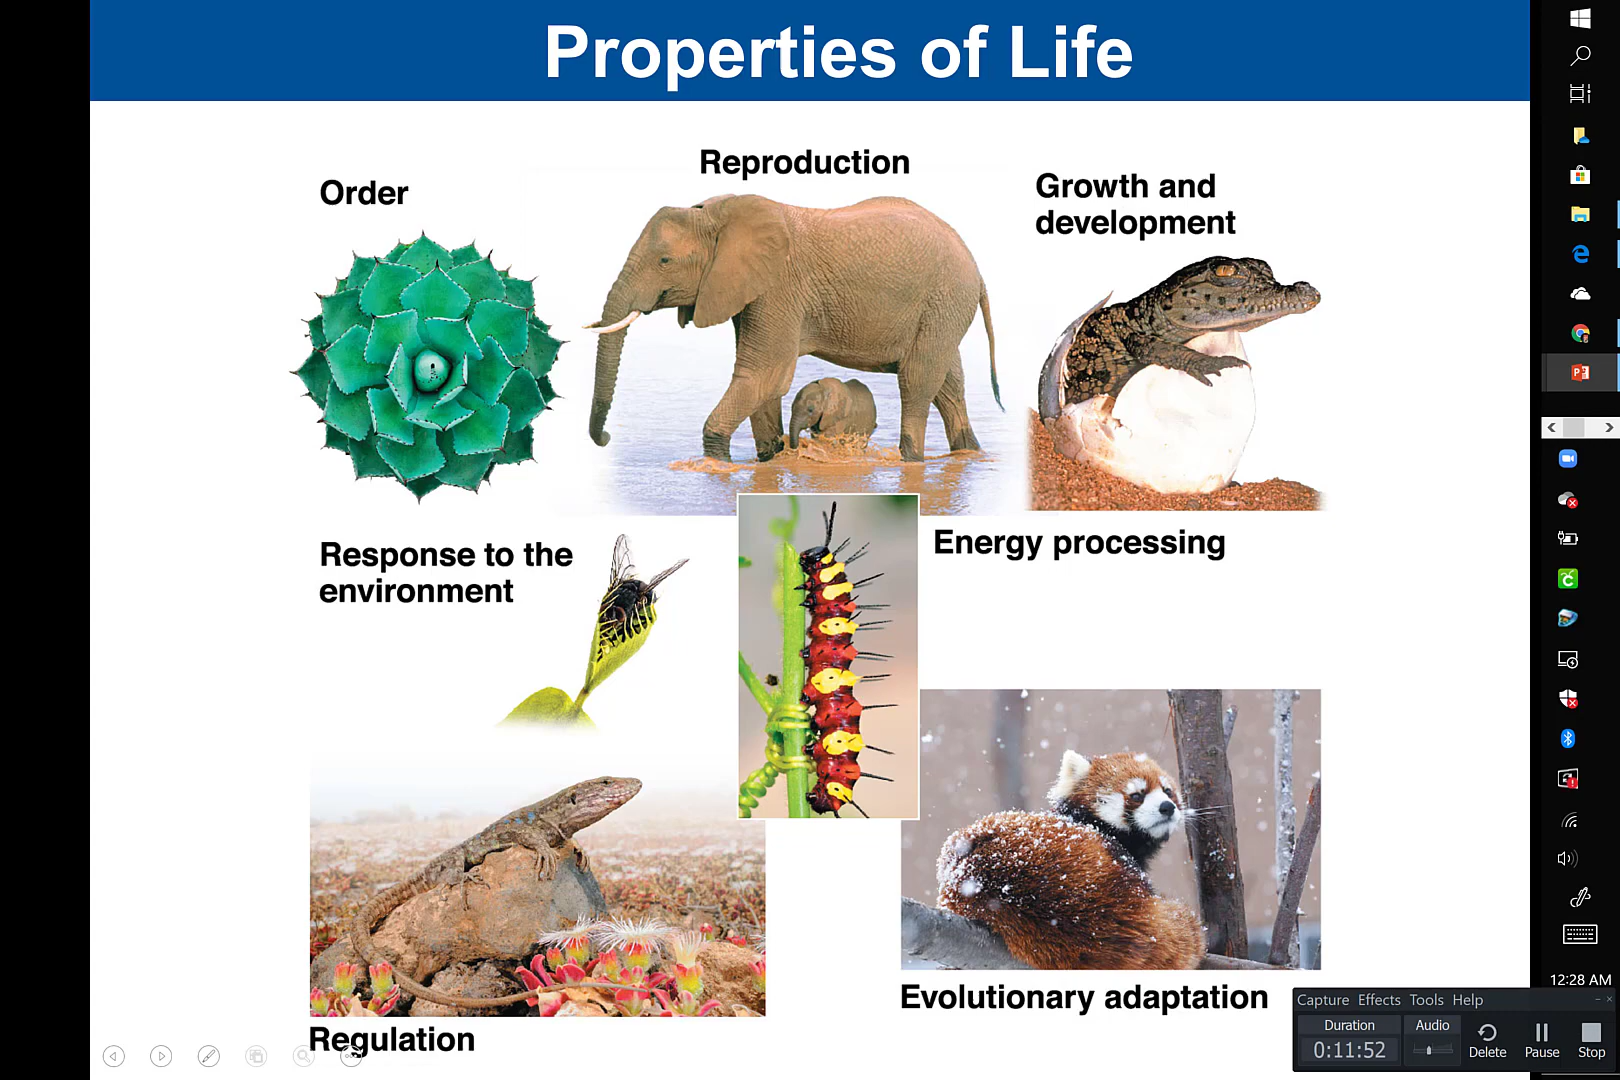 Properties of Life
Order
Reproduction
Growth and
development
Response to the
environment
Energy processing
Evolutionary adaptation
Regulation
12:28 AM
Capture Effects Tools Help
Duration
0:11:52
Audio
Delete
Pause
Stop